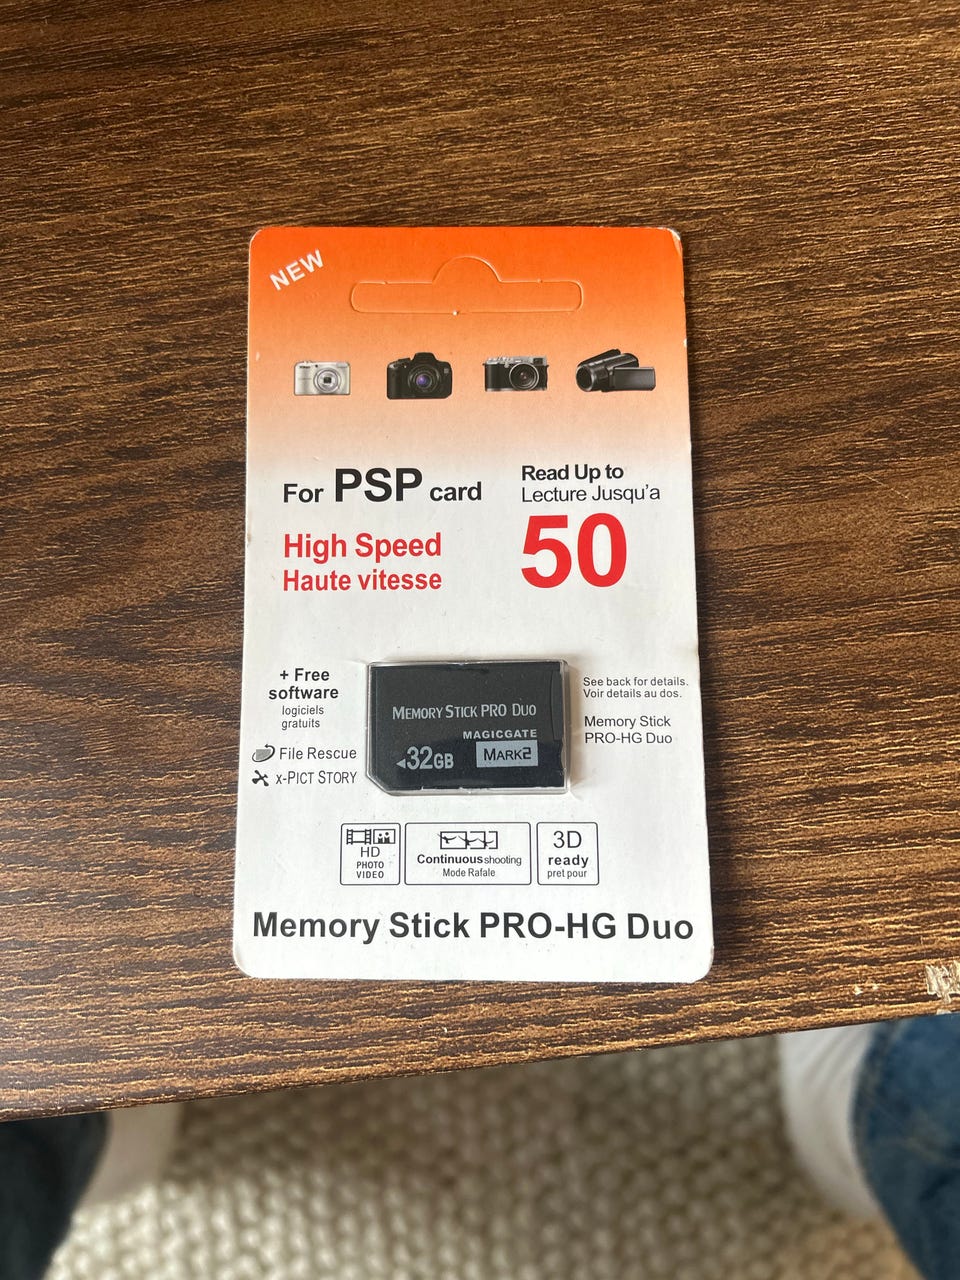 NEW
For PSP card
High Speed
Haute vitesse
Read Up to
Lecture Jusqu'a
50
+ Free
software
logiciels
gratuits
File Rescue
x-PICT STORY
MEMORY STICK PRO DUO
MAGICGATE
◄32GB
MARK2
See back for details.
Voir details au dos.
Memory Stick
PRO-HG Duo
HD
PHOTO
VIDEO
Continuous shooting
Mode Rafale
3D
ready
pret pour
Memory Stick PRO-HG Duo